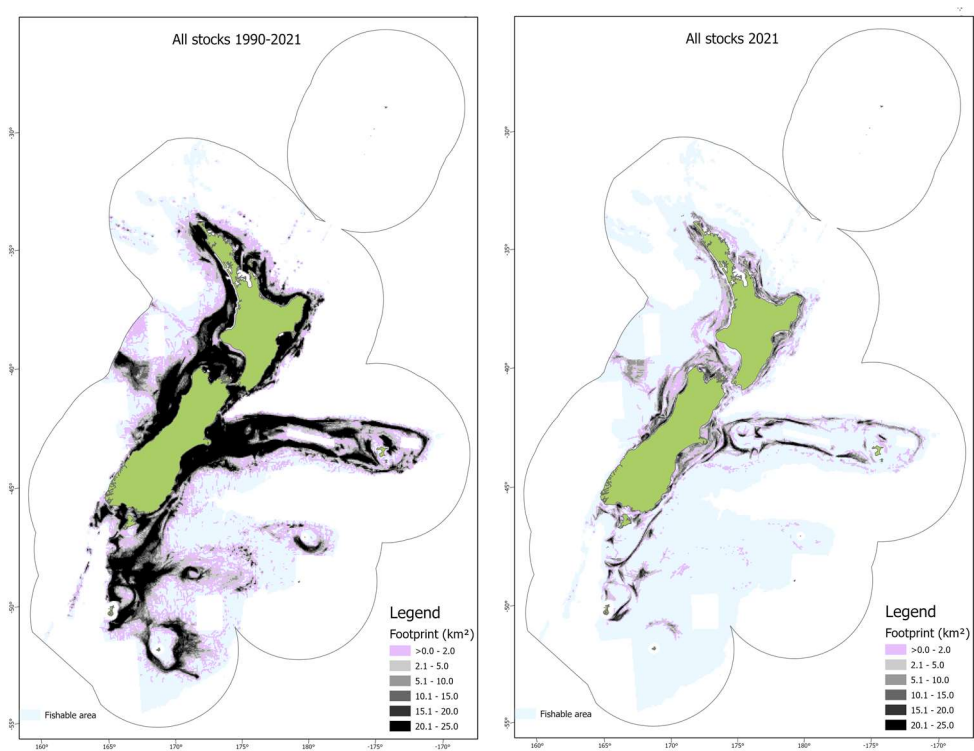 All stocks 1990-2021
-30°
-35°
-40°
-45°
-50°
-55°
160°
165°
170°
175°
180°
-175°
-170°
Legend
Footprint (km²)
>0.0 - 2.0
2.1 - 5.0
5.1 - 10.0
10.1 - 15.0
15.1 - 20.0
20.1 - 25.0
Fishable area
All stocks 2021
-30°
-35°
-40°
-45°
-50°
-55°
160°
165°
170°
175°
180°
-175°
-170°
Legend
Footprint (km²)
>0.0 - 2.0
2.1 - 5.0
5.1 - 10.0
10.1 - 15.0
15.1 - 20.0
20.1 - 25.0
Fishable area